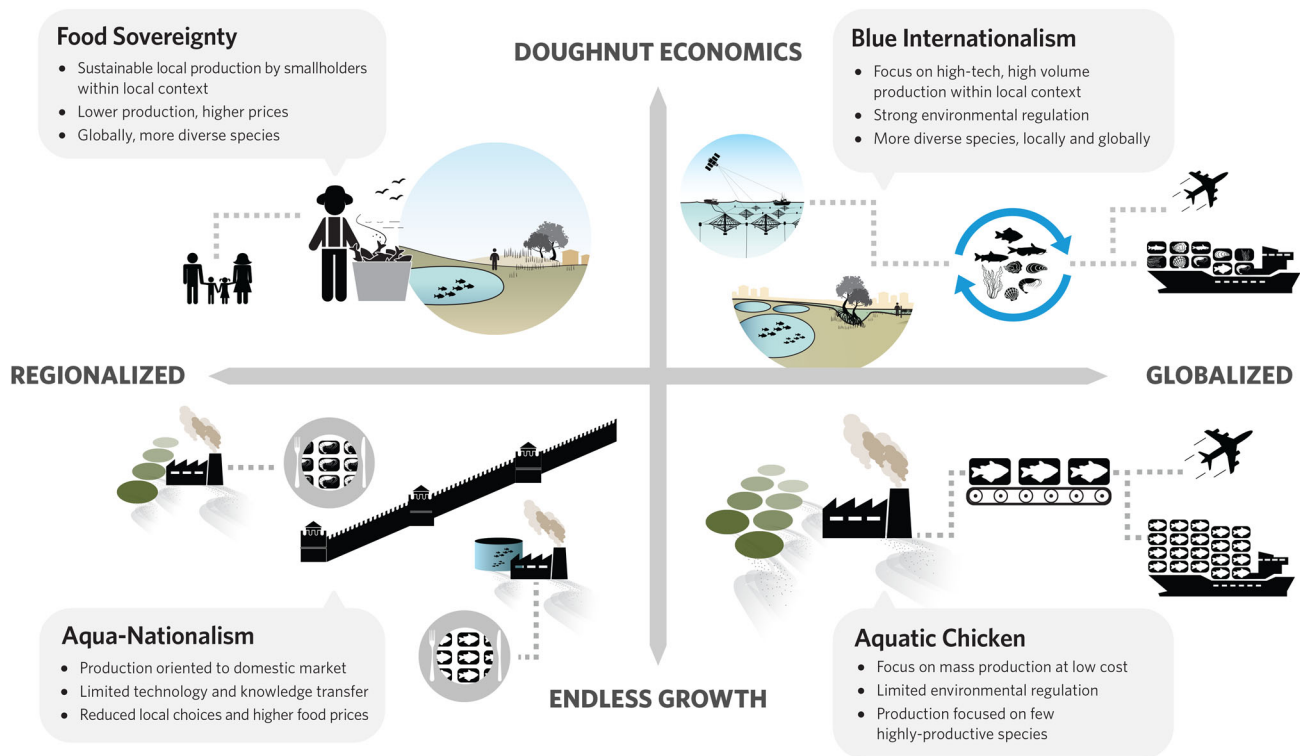 Food Sovereignty
• Sustainable local production by smallholders
within local context
• Lower production, higher prices
• Globally, more diverse species
DOUGHNUT ECONOMICS
Blue Internationalism
• Focus on high-tech, high volume
production within local context
• Strong environmental regulation
• More diverse species, locally and globally
REGIONALIZED
GLOBALIZED
Aqua-Nationalism
• Production oriented to domestic market
• Limited technology and knowledge transfer
• Reduced local choices and higher food prices
ENDLESS GROWTH
Aquatic Chicken
• Focus on mass production at low cost
• Limited environmental regulation
• Production focused on few
highly-productive species